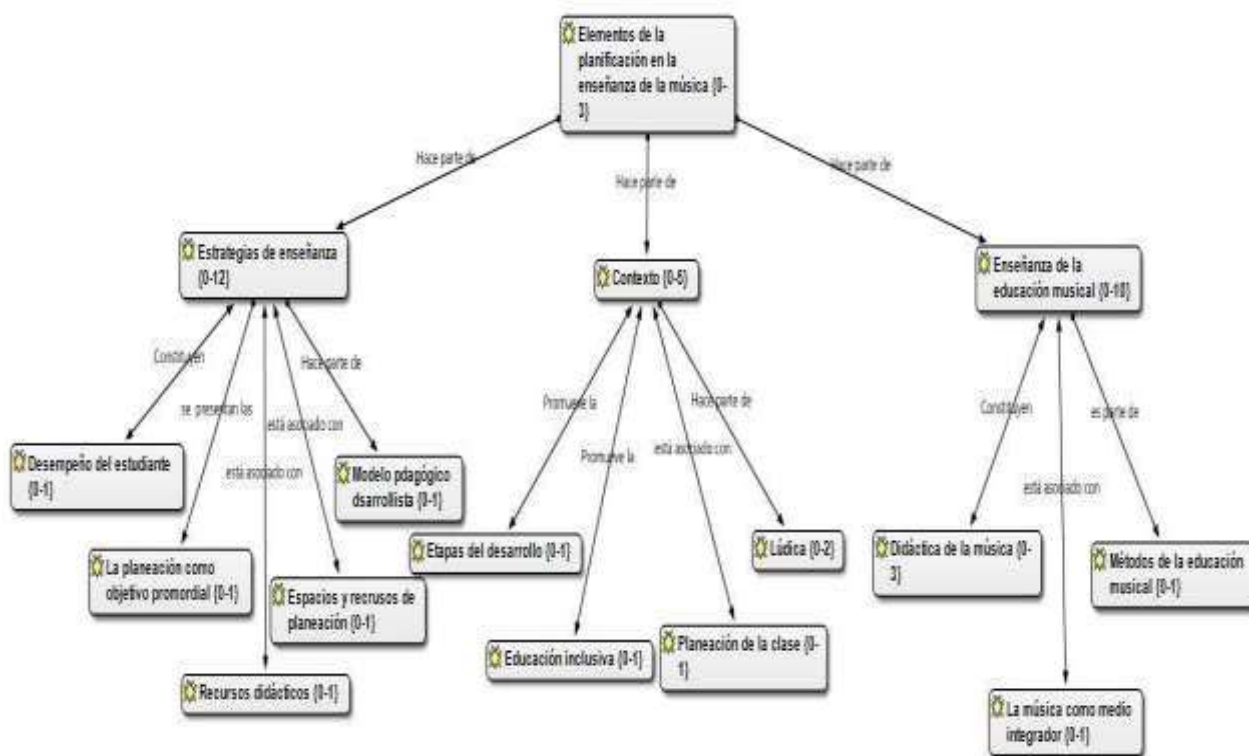 Elementos de la
planificación en la
enseñanza de la música {0-
3}
Hace parte de
Hace parte de
Hace parte de
Estrategias de enseñanza
{0-12}
Contexto {0-5}
Enseñanza de la
educación musical {0-10}
Constituyen
se presentan las
está asociado con
está asociado con
Hace parte de
Promueve la
Promueve la
está asociado con
Hace parte de
Constituyen
está asociado con
es parte de
Desempeño del estudiante
{0-1}
La planeación como
objetivo promordial {0-1}
Recursos didácticos {0-1}
Espacios y recrusos de
planeación {0-1}
Modelo pdagógico
dsarrollista {0-1}
Etapas del desarrollo {0-1}
Educación inclusiva {0-1}
Planeación de la clase {0-
1}
Lúdica {0-2}
Didáctica de la música {0-
3}
La música como medio
integrador {0-1}
Métodos de la educación
musical {0-1}